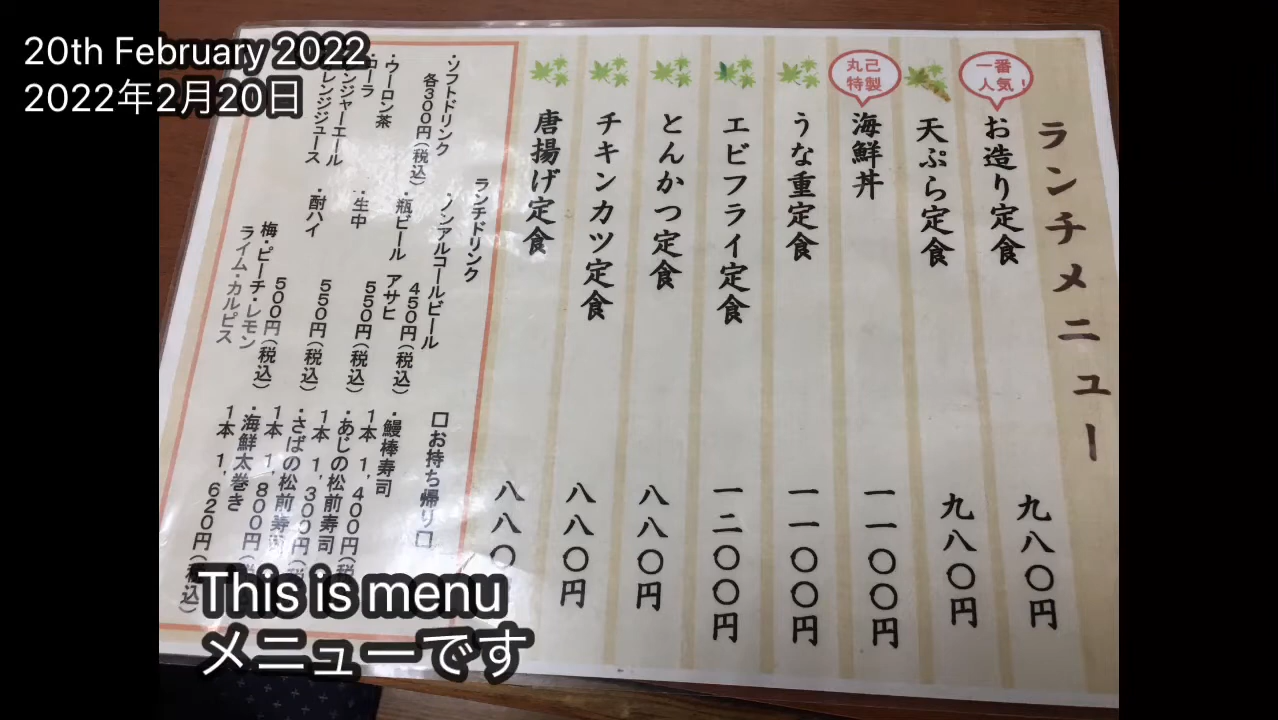 20th February 2022
2022年2月20日
ランチメニュー
一番
人気!
お造り定食 九八〇円
天ぷら定食 九八〇円
丸己
特製
海鮮丼 一一〇〇円
うな重定食 一一〇〇円
エビフライ定食 一二〇〇円
とんかつ定食 八八〇円
チキンカツ定食 八八〇円
唐揚げ定食 八八〇
ランチドリンク
・ソフトドリンク
各300円(税込)
・ウーロン茶
・コーラ
ジンジャーエール
オレンジジュース
・ノンアルコールビール
450円(税込)
・瓶ビール アサヒ
550円(税込)
・生中
550円(税込)
・酎ハイ
500円(税込)
梅・ピーチ・レモン
ライム・カルピス
□お持ち帰り□
・鰻棒寿司
1本 1,400円(税
・あじの松前寿司
1本 1,300円(税
・さばの松前寿司
1本 1,800円(税
・海鮮太巻き
1本 1,620円(税込)
This is menu
メニューです